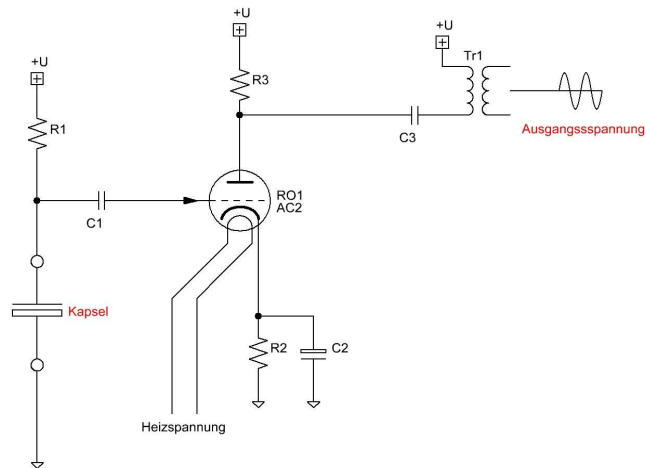 +U
+U
+U
Tr1
R3
R1
C3
Ausgangssspannung
RO1
AC2
C1
Kapsel
R2
C2
Heizspannung